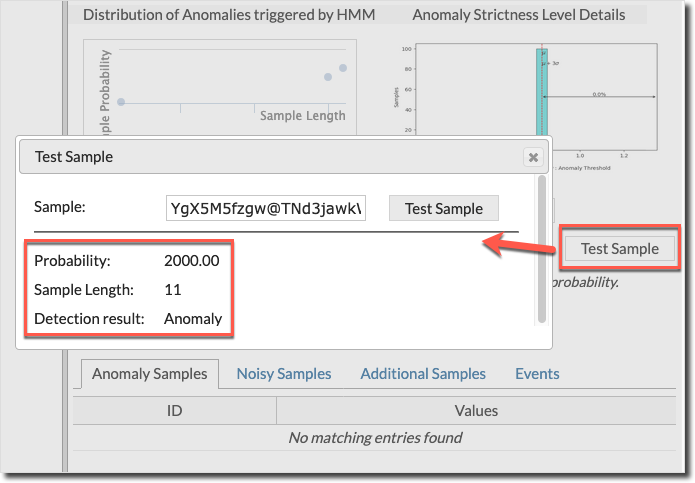 Distribution of Anomalies triggered by HMM
Anomaly Strictness Level Details
Sample Probability
Sample Length
Samples
100
80
60
40
20
μ
μ + 3σ
0.0%
1.0
1.2
: Anomaly Threshold
Test Sample
Sample:
YgX5M5fzgw@TNd3jawk
Test Sample
Probability:
2000.00
Sample Length:
11
Detection result:
Anomaly
Test Sample
probability.
Anomaly Samples
Noisy Samples
Additional Samples
Events
ID
Values
No matching entries found